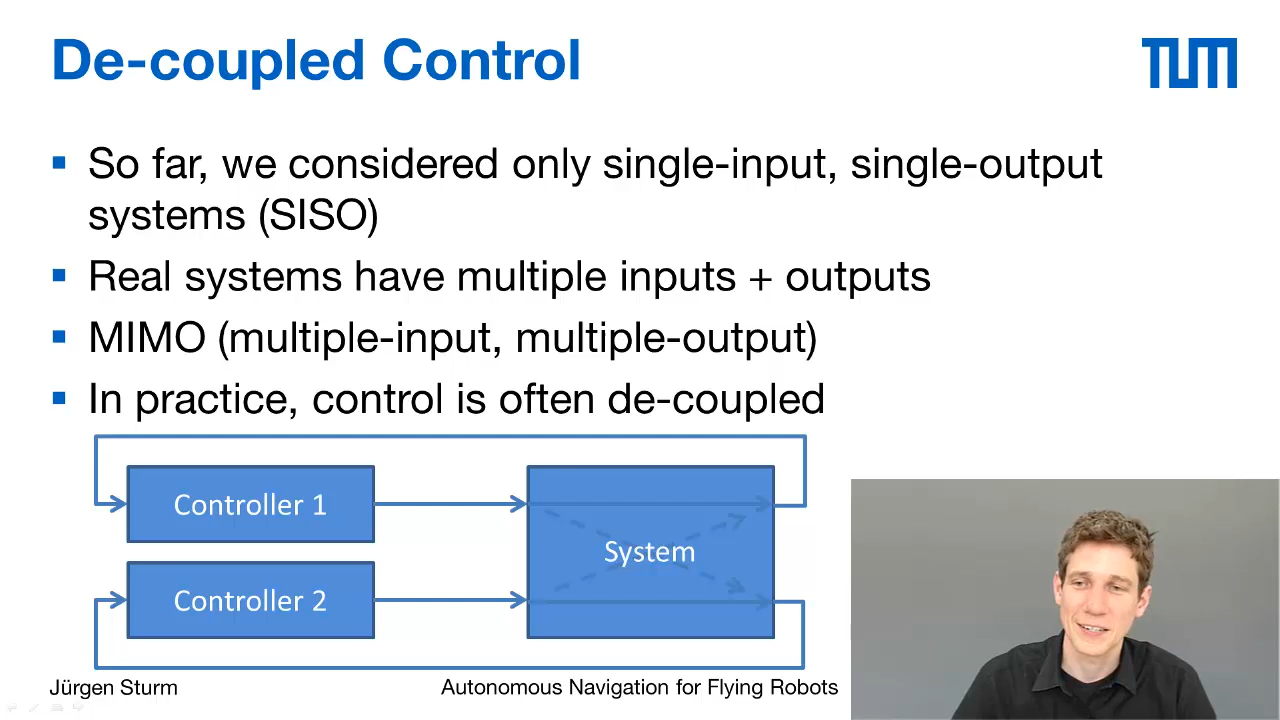 De-coupled Control
TUM
So far, we considered only single-input, single-output
systems (SISO)
Real systems have multiple inputs + outputs
MIMO (multiple-input, multiple-output)
In practice, control is often de-coupled
Controller 1
System
Controller 2
Jürgen Sturm
Autonomous Navigation for Flying Robots